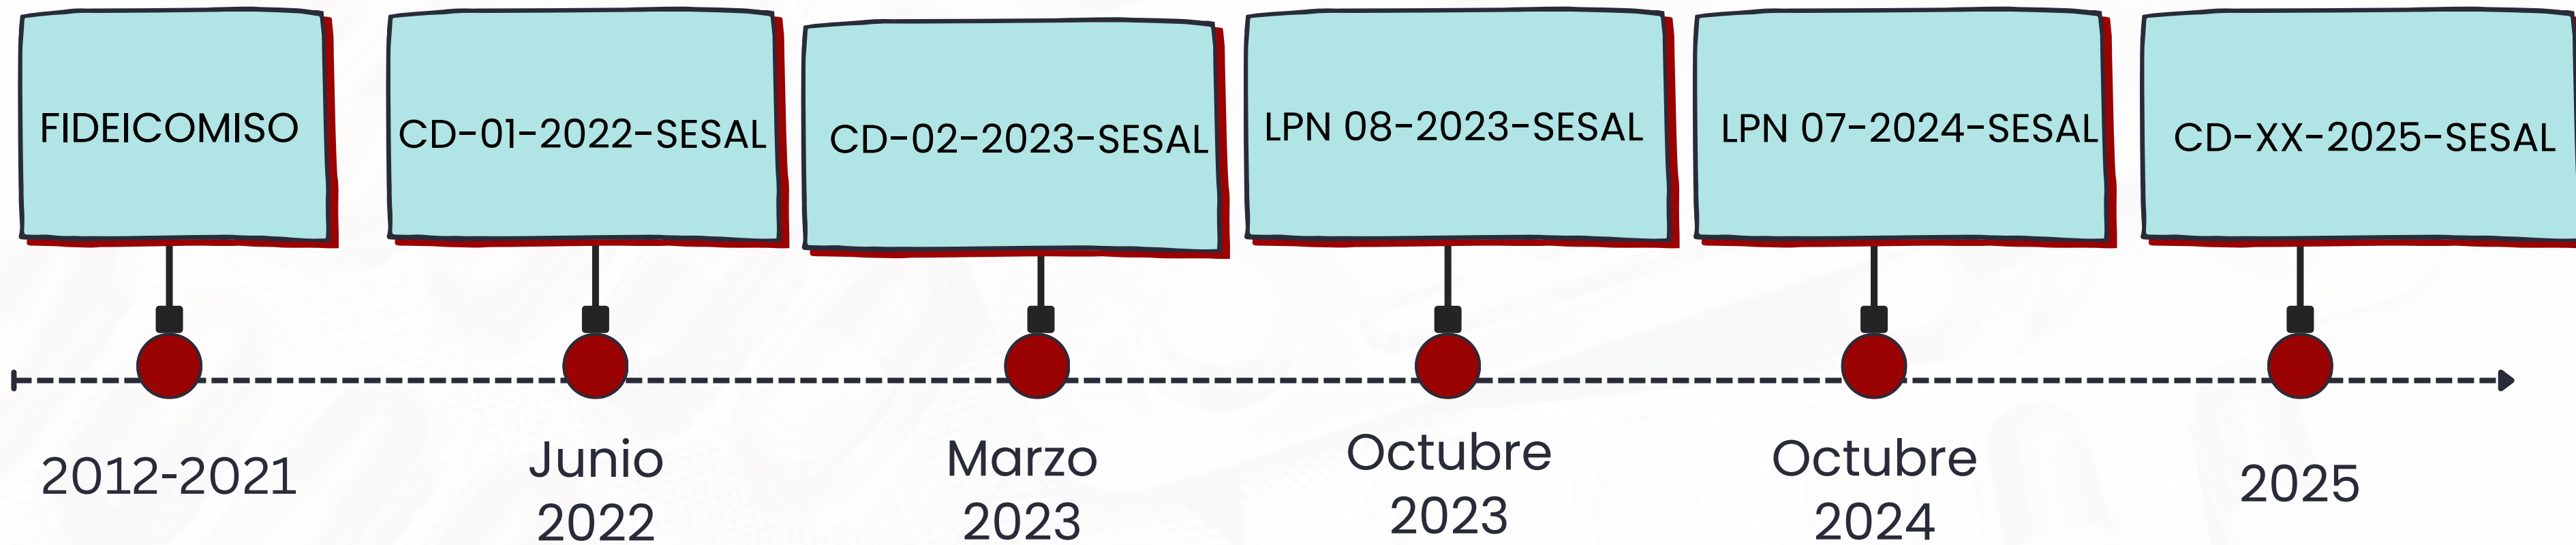 FIDEICOMISO
CD-01-2022-SESAL
CD-02-2023-SESAL
LPN 08-2023-SESAL
LPN 07-2024-SESAL
CD-XX-2025-SESAL
2012-2021
Junio
2022
Marzo
2023
Octubre
2023
Octubre
2024
2025